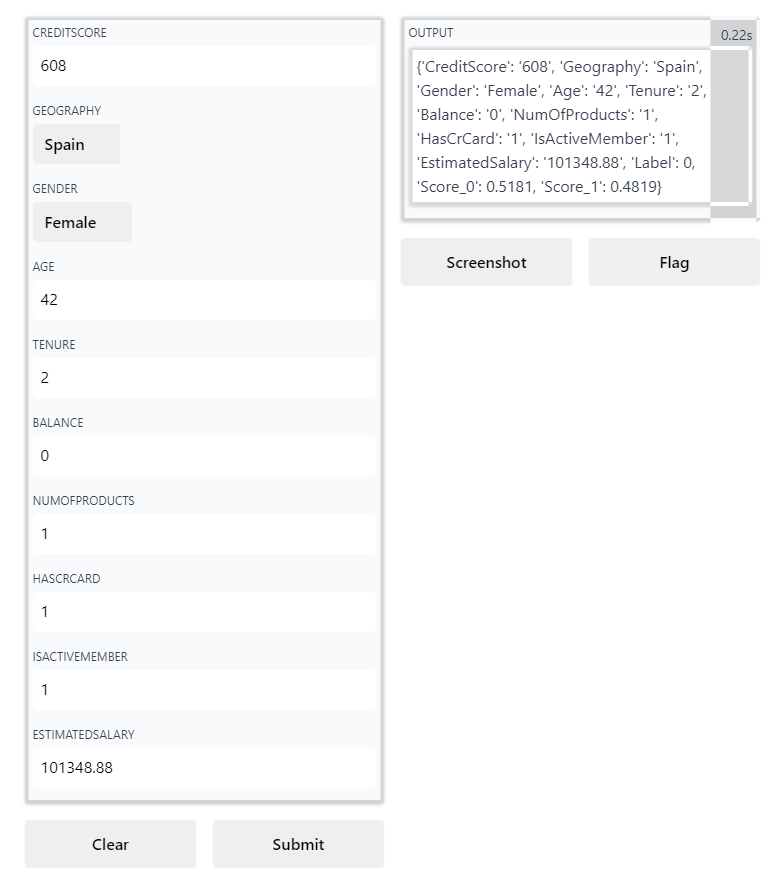 CREDITSCORE
608
GEOGRAPHY
Spain
GENDER
Female
AGE
42
TENURE
2
BALANCE
0
NUMOFPRODUCTS
1
HASCRCARD
1
ISACTIVEMEMBER
1
ESTIMATEDSALARY
101348.88
Clear
Submit
OUTPUT
0.22s
{'CreditScore': '608', 'Geography': 'Spain',
'Gender': 'Female', 'Age': '42', 'Tenure': '2',
'Balance': '0', 'NumOfProducts': '1',
'HasCrCard': '1', 'IsActiveMember': '1',
'EstimatedSalary': '101348.88', 'Label': 0,
'Score_0': 0.5181, 'Score_1': 0.4819}
Screenshot
Flag